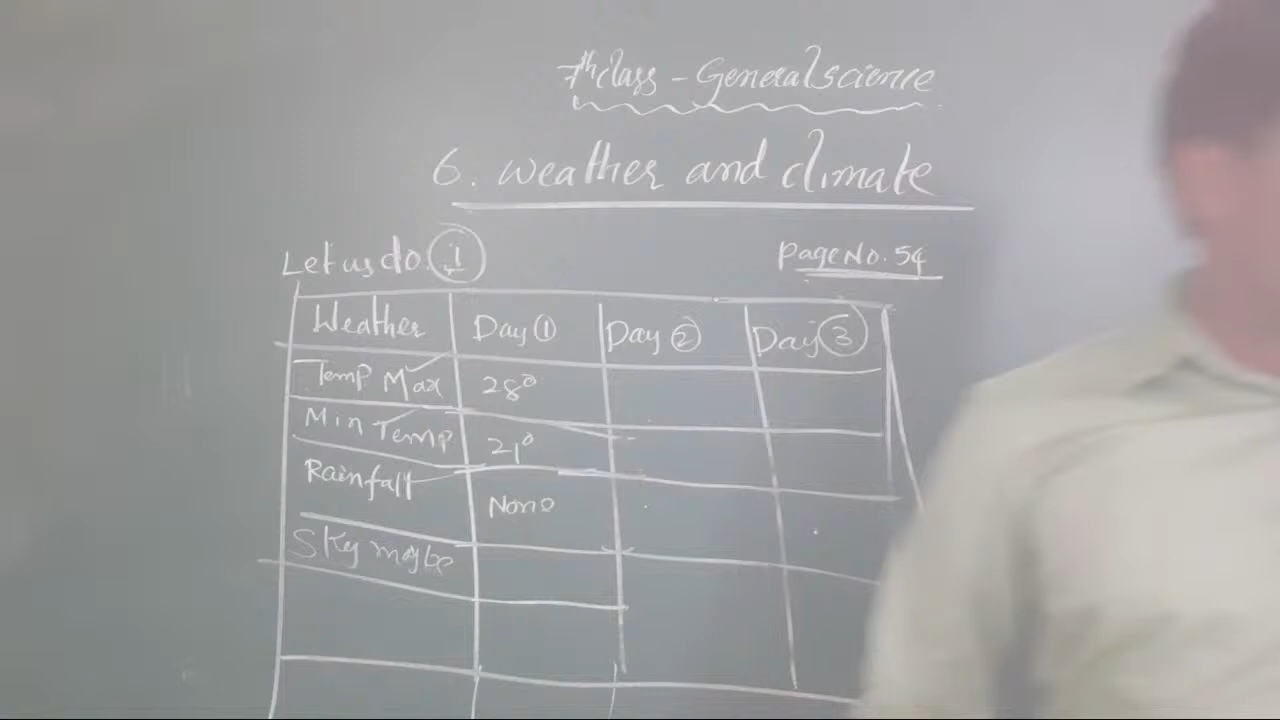 7th class - General science
6. weather and climate
Let us do. 1
Page No. 54
Weather Day 1 Day 2 Day 3
Temp Max 28°
Min Temp 21°
Rainfall None
Sky maybe